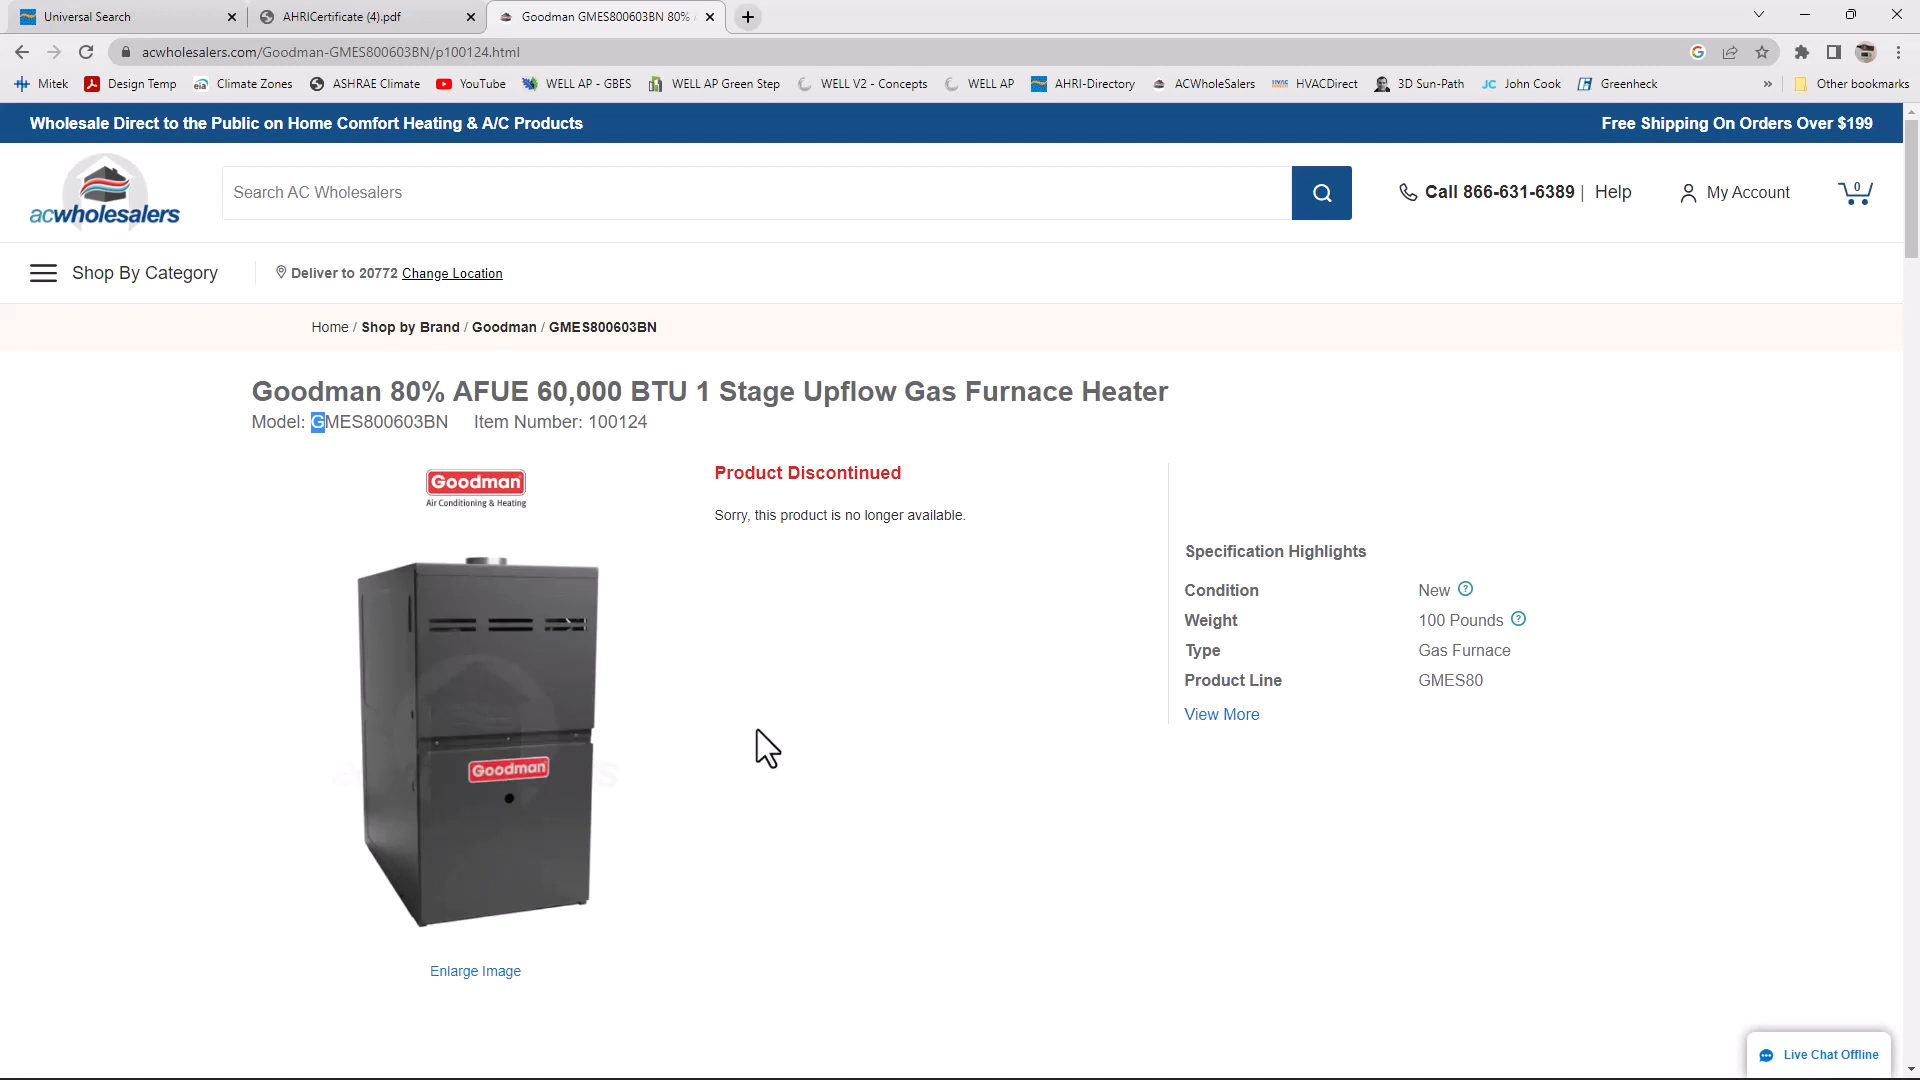 Universal Search
AHRICertificate (4).pdf
Goodman GMES800603BN 80%
acwholesalers.com/Goodman-GMES800603BN/p100124.html
Mitek
Design Temp
eia
Climate Zones
ASHRAE Climate
YouTube
WELL AP - GBES
WELL AP Green Step
WELL V2 - Concepts
WELL AP
AHRI-Directory
ACWholeSalers
HVACDirect
3D Sun-Path
JC John Cook
Greenheck
»
Other bookmarks
Wholesale Direct to the Public on Home Comfort Heating & A/C Products
Free Shipping On Orders Over $199
acwholesalers
Search AC Wholesalers
Call 866-631-6389 | Help
My Account
0
Shop By Category
Deliver to 20772 Change Location
Home / Shop by Brand / Goodman / GMES800603BN
Goodman 80% AFUE 60,000 BTU 1 Stage Upflow Gas Furnace Heater
Model: GMES800603BN Item Number: 100124
Goodman
Air Conditioning & Heating
Product Discontinued
Sorry, this product is no longer available.
Specification Highlights
Condition New ?
Weight 100 Pounds ?
Type Gas Furnace
Product Line GMES80
View More
Goodman
Enlarge Image
Live Chat Offline